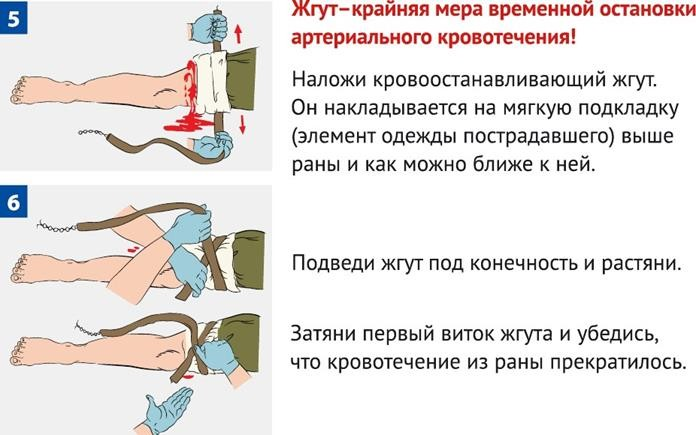 5
Жгут–крайняя мера временной остановки
артериального кровотечения!
Наложи кровоостанавливающий жгут.
Он накладывается на мягкую подкладку
(элемент одежды пострадавшего) выше
раны и как можно ближе к ней.
6
Подведи жгут под конечность и растяни.
Затяни первый виток жгута и убедись,
что кровотечение из раны прекратилось.